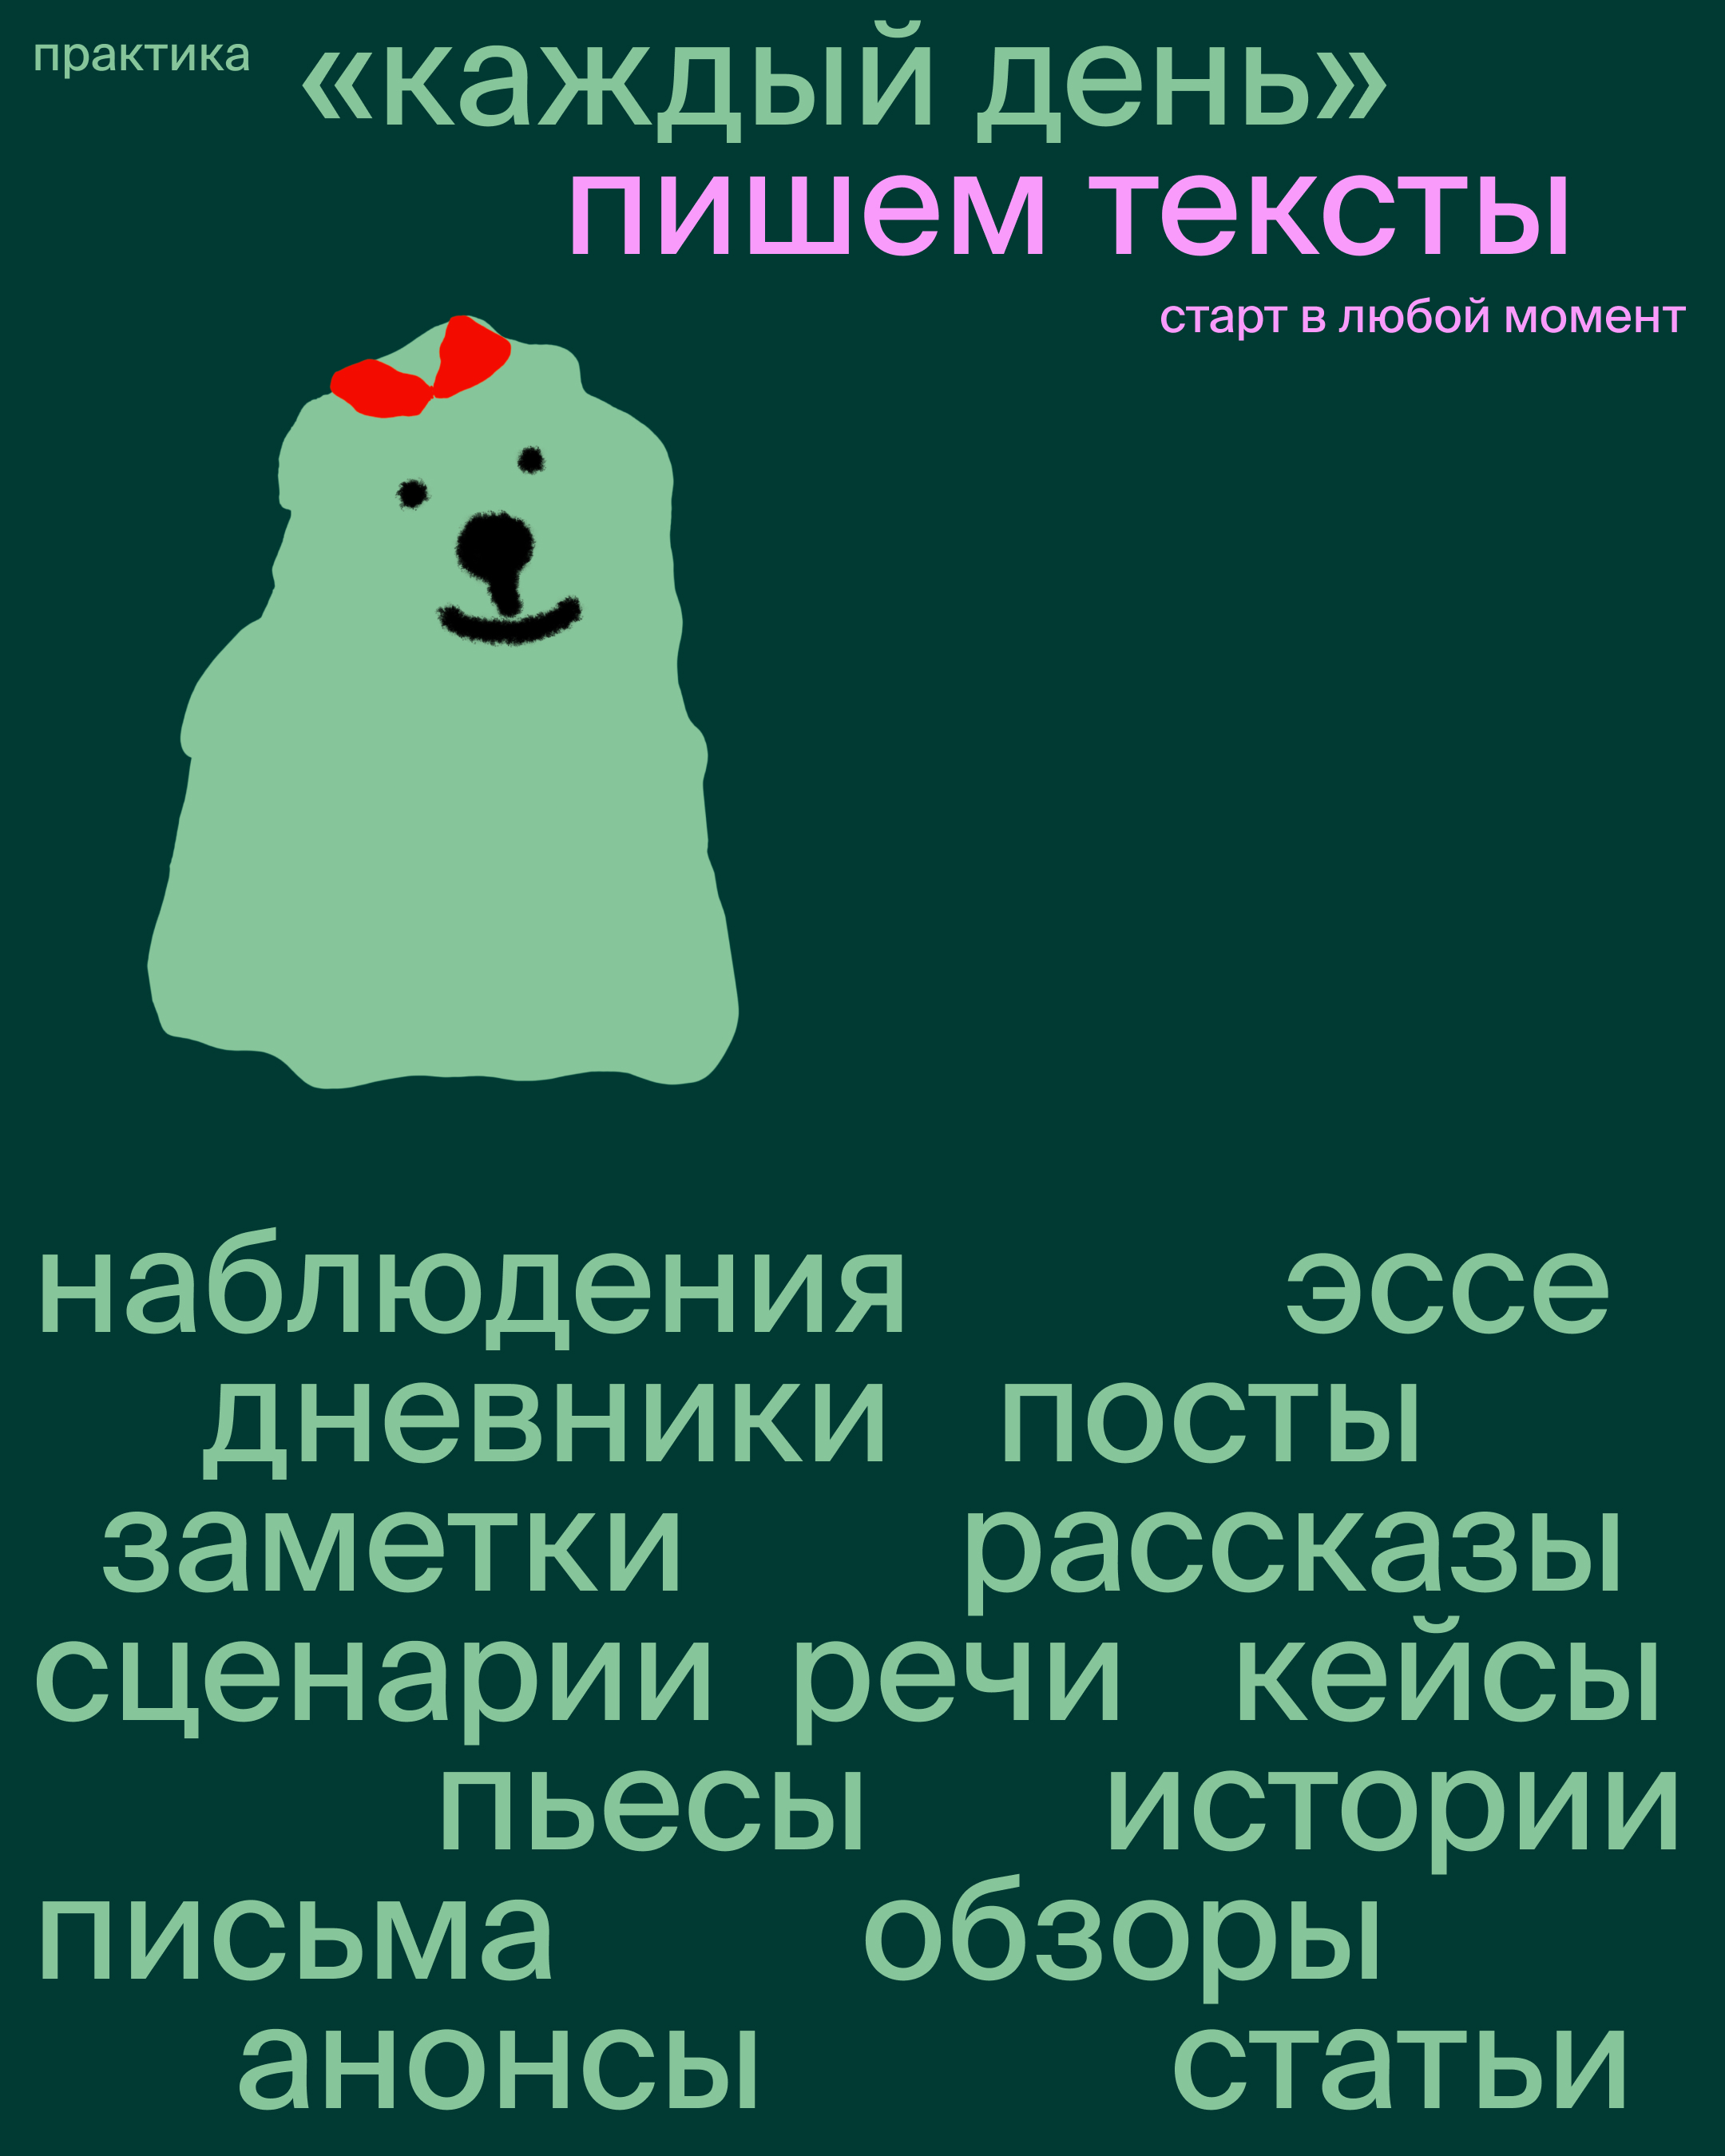 практика «каждый день»
пишем тексты
старт в любой момент
наблюдения эссе
дневники посты
заметки рассказы
сценарии речи кейсы
пьесы истории
письма обзоры
анонсы статьи